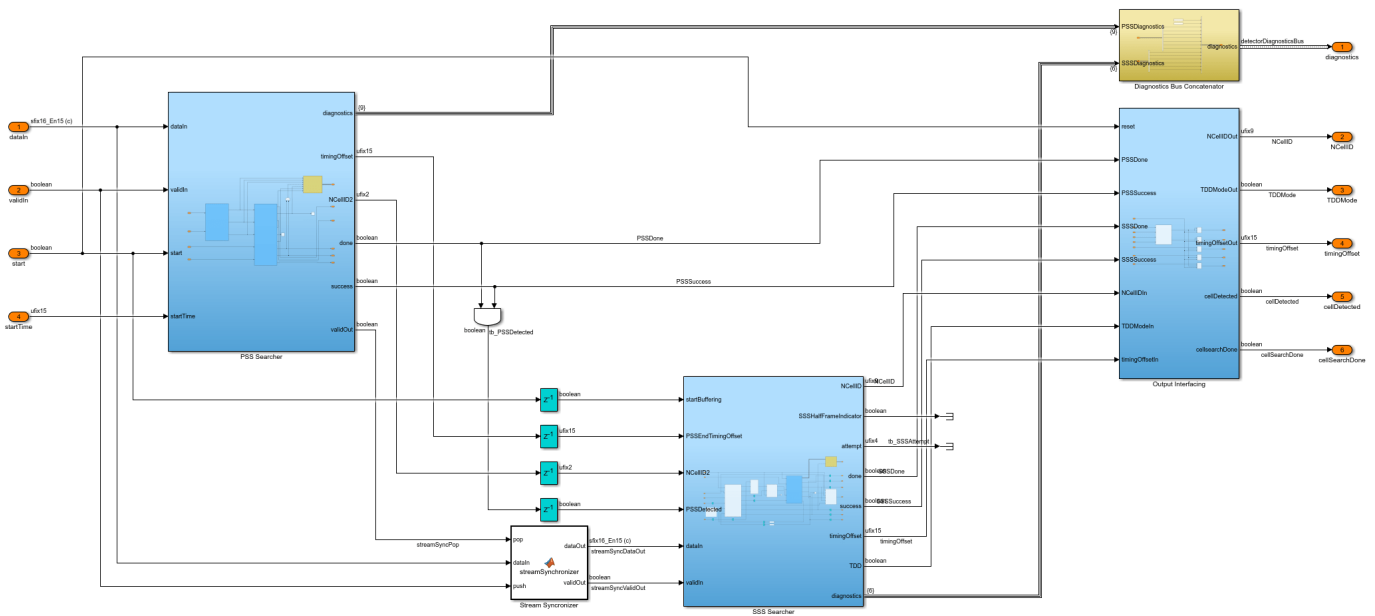 1
dataIn
sfix16_En15 (c)
2
validIn
boolean
3
start
boolean
4
startTime
ufix15
dataIn
validIn
start
startTime
diagnostics
timingOffset
NCellID2
done
success
validOut
PSS Searcher
(9)
ufix15
ufix2
boolean
boolean
boolean
PSSDone
PSSSuccess
boolean
tb_PSSDetected
z-1
boolean
z-1
ufix15
z-1
ufix2
z-1
boolean
streamSyncPop
pop
dataIn
push
dataOut
validOut
streamSynchronizer
Stream Syncronizer
sfix16_En15 (c)
streamSyncDataOut
boolean
streamSyncValidOut
startBuffering
PSSEndTimingOffset
NCellID2
PSSDetected
dataIn
validIn
NCellID
SSSHalfFrameIndicator
attempt
done
success
timingOffset
TDD
diagnostics
SSS Searcher
NCellID
boolean
ufix4
tb_SSSAttempt
SSSDone
SSSSuccess
ufix15
timingOffset
boolean
(6)
PSSDiagnostics
(9)
SSSDiagnostics
(6)
diagnostics
Diagnostics Bus Concatenator
detectorDiagnosticsBus
1
diagnostics
reset
PSSDone
PSSSuccess
SSSDone
SSSSuccess
NCellIDIn
TDDModeIn
timingOffsetIn
NCellIDOut
TDDModeOut
timingOffsetOut
cellDetected
cellsearchDone
Output Interfacing
ufix9
NCellID
2
NCellID
boolean
TDDMode
3
TDDMode
ufix15
timingOffset
4
timingOffset
boolean
cellDetected
5
cellDetected
boolean
cellSearchDone
6
cellSearchDone